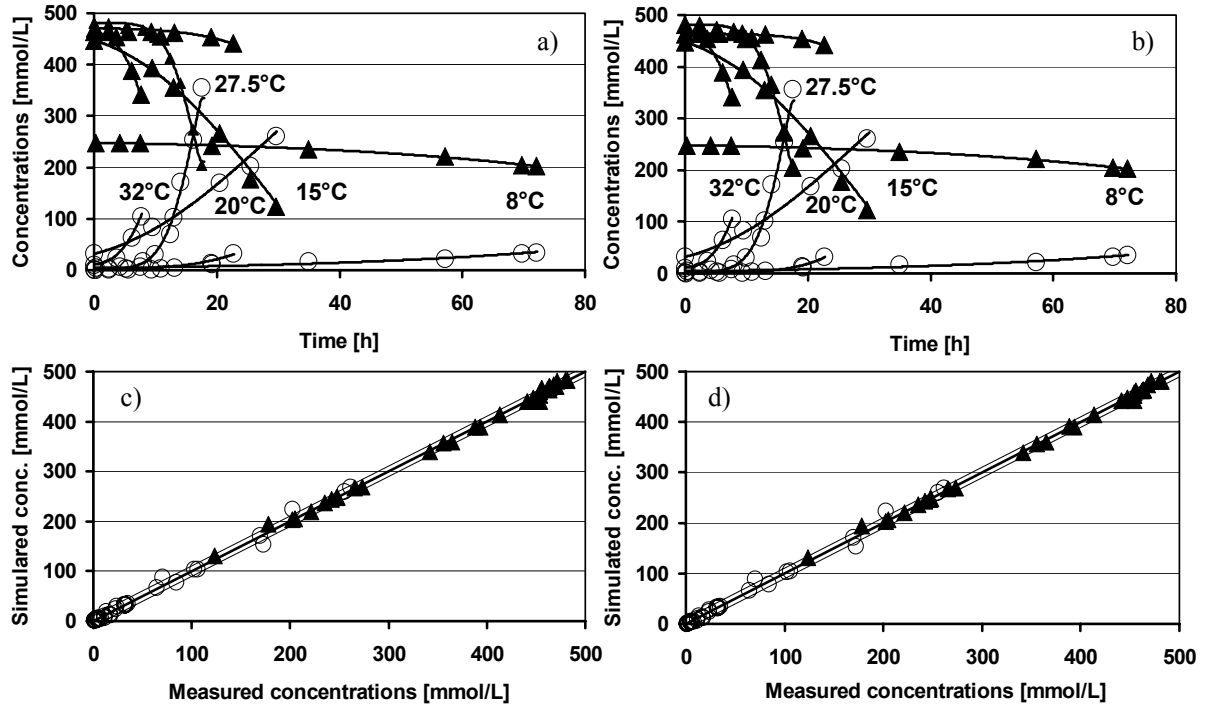 Concentrations [mmol/L]
500
400
300
200
100
0
0
20
40
60
80
Time [h]
a)
27.5°C
32°C
20°C
15°C
8°C
Concentrations [mmol/L]
500
400
300
200
100
0
0
20
40
60
80
Time [h]
b)
27.5°C
32°C
20°C
15°C
8°C
Simulared conc. [mmol/L]
500
400
300
200
100
0
0
100
200
300
400
500
Measured concentrations [mmol/L]
c)
Simulated conc. [mmol/L]
500
400
300
200
100
0
0
100
200
300
400
500
Measured concentrations [mmol/L]
d)